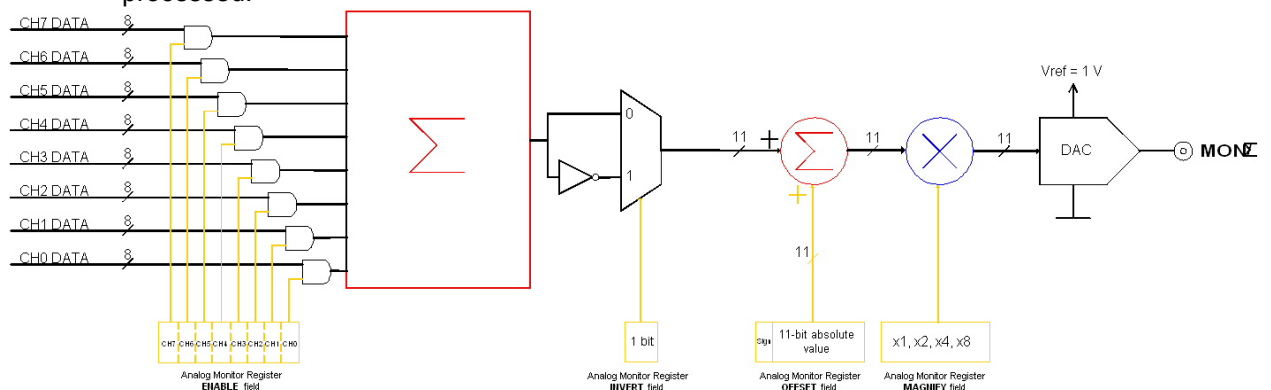 processed.
CH7 DATA 8
CH6 DATA 8
CH5 DATA 8
CH4 DATA 8
CH3 DATA 8
CH2 DATA 8
CH1 DATA 8
CH0 DATA 8
Σ
0
1
11
+
Σ
+
11
11
11
Vref = 1 V
DAC
MONΣ
CH7 CH6 CH5 CH4 CH3 CH2 CH1 CH0
1 bit
Sign
11-bit absolute
value
x1, x2, x4, x8
Analog Monitor Register
ENABLE field
Analog Monitor Register
INVERT field
Analog Monitor Register
OFFSET field
Analog Monitor Register
MAGNIFY field